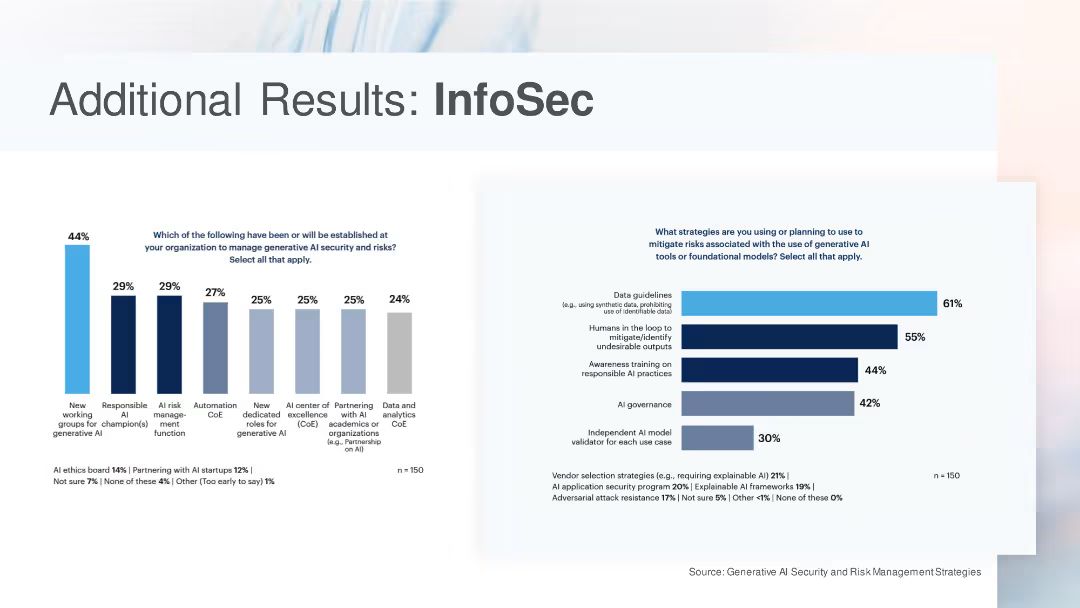 Additional Results: InfoSec
Which of the following have been or will be established at
your organization to manage generative AI security and risks?
Select all that apply.
44%
29%
29%
27%
25%
25%
25%
24%
New
working
groups for
generative AI
Responsible
AI
champion(s)
AI risk
manage-
ment
function
Automation
CoE
New
dedicated
roles for
generative AI
AI center of
excellence
(CoE)
Partnering
with AI
academics or
organizations
(e.g., Partnership
on AI)
Data and
analytics
CoE
AI ethics board 14% | Partnering with AI startups 12% |
Not sure 7% | None of these 4% | Other (Too early to say) 1%
n = 150
What strategies are you using or planning to use to
mitigate risks associated with the use of generative AI
tools or foundational models? Select all that apply.
Data guidelines
(e.g., using synthetic data, prohibiting
use of identifiable data)
61%
Humans in the loop to
mitigate/identify
undesirable outputs
55%
Awareness training on
responsible AI practices
44%
AI governance
42%
Independent AI model
validator for each use case
30%
Vendor selection strategies (e.g., requiring explainable AI) 21% |
AI application security program 20% | Explainable AI frameworks 19% |
Adversarial attack resistance 17% | Not sure 5% | Other <1% | None of these 0%
n = 150
Source: Generative AI Security and Risk Management Strategies